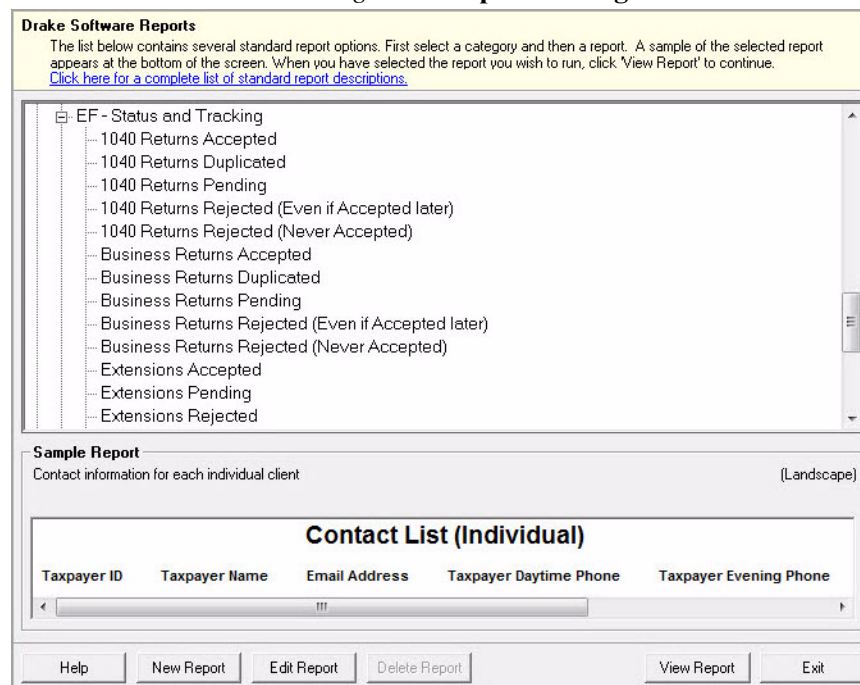 Drake Software Reports
The list below contains several standard report options. First select a category and then a report. A sample of the selected report
appears at the bottom of the screen. When you have selected the report you wish to run, click 'View Report' to continue.
Click here for a complete list of standard report descriptions.
EF - Status and Tracking
1040 Returns Accepted
1040 Returns Duplicated
1040 Returns Pending
1040 Returns Rejected (Even if Accepted later)
1040 Returns Rejected (Never Accepted)
Business Returns Accepted
Business Returns Duplicated
Business Returns Pending
Business Returns Rejected (Even if Accepted later)
Business Returns Rejected (Never Accepted)
Extensions Accepted
Extensions Pending
Extensions Rejected
Sample Report
Contact information for each individual client (Landscape)
Contact List (Individual)
Taxpayer ID Taxpayer Name Email Address Taxpayer Daytime Phone Taxpayer Evening Phone
Help New Report Edit Report Delete Report View Report Exit